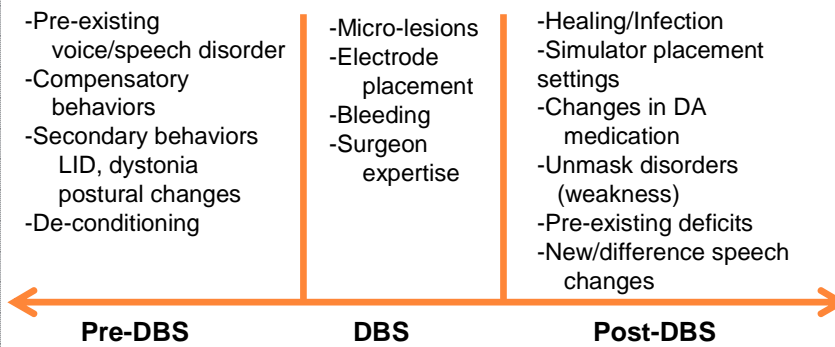 -Pre-existing
voice/speech disorder
-Compensatory
behaviors
-Secondary behaviors
LID, dystonia
postural changes
-De-conditioning
-Micro-lesions
-Electrode
placement
-Bleeding
-Surgeon
expertise
-Healing/Infection
-Simulator placement
settings
-Changes in DA
medication
-Unmask disorders
(weakness)
-Pre-existing deficits
-New/difference speech
changes
Pre-DBS
DBS
Post-DBS